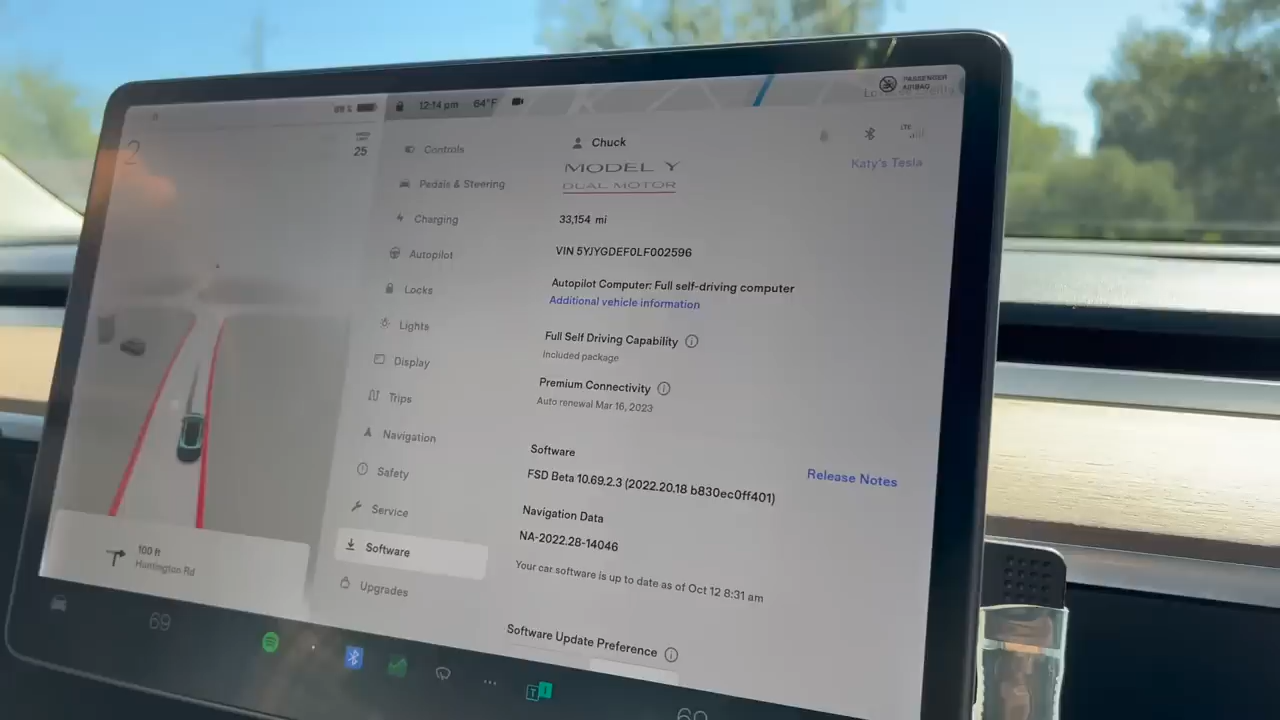 2
25
12:14 pm 64°F
PASSENGER
AIRBAG
LTE
Controls
Pedals & Steering
Charging
Autopilot
Locks
Lights
Display
Trips
Navigation
Safety
Service
Software
Upgrades
Chuck
MODEL Y
DUAL MOTOR
Katy's Tesla
33,154 mi
VIN 5YJYGDEF0LF002596
Autopilot Computer: Full self-driving computer
Additional vehicle information
Full Self Driving Capability
Included package
Premium Connectivity
Auto renewal Mar 16, 2023
Software
FSD Beta 10.69.2.3 (2022.20.18 b830ec0ff401)
Release Notes
Navigation Data
NA-2022.28-14046
Your car software is up to date as of Oct 12 8:31 am
Software Update Preference
100 ft
Huntington Rd
69